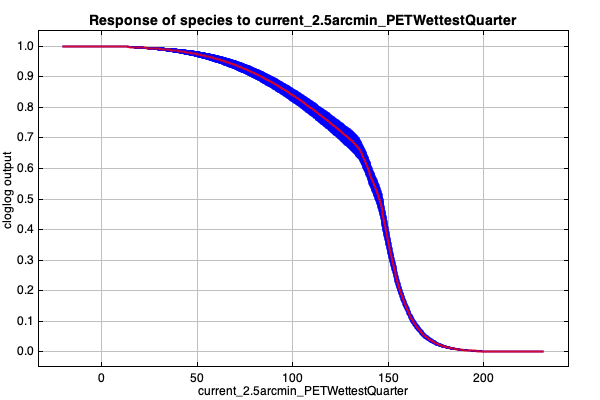 Response of species to current_2.5arcmin_PETWettestQuarter
cloglog output
1.0
0.9
0.8
0.7
0.6
0.5
0.4
0.3
0.2
0.1
0.0
0 50 100 150 200
current_2.5arcmin_PETWettestQuarter